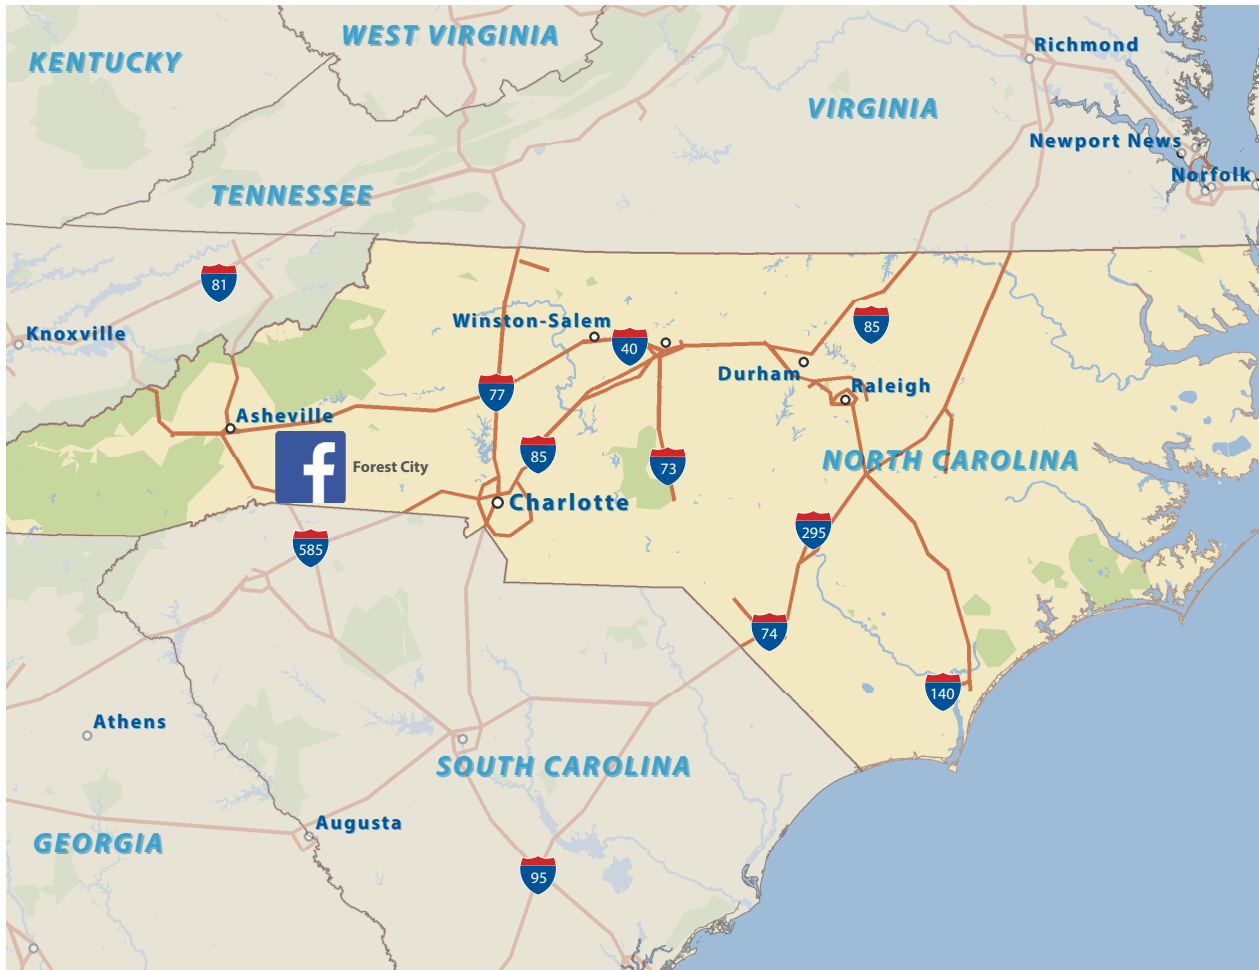 WEST VIRGINIA
KENTUCKY
Richmond
VIRGINIA
Newport News
Norfolk
TENNESSEE
81
Knoxville
Winston-Salem
40
85
Durham
Raleigh
77
Asheville
f
Forest City
85
73
NORTH CAROLINA
Charlotte
295
585
74
140
Athens
SOUTH CAROLINA
Augusta
GEORGIA
95